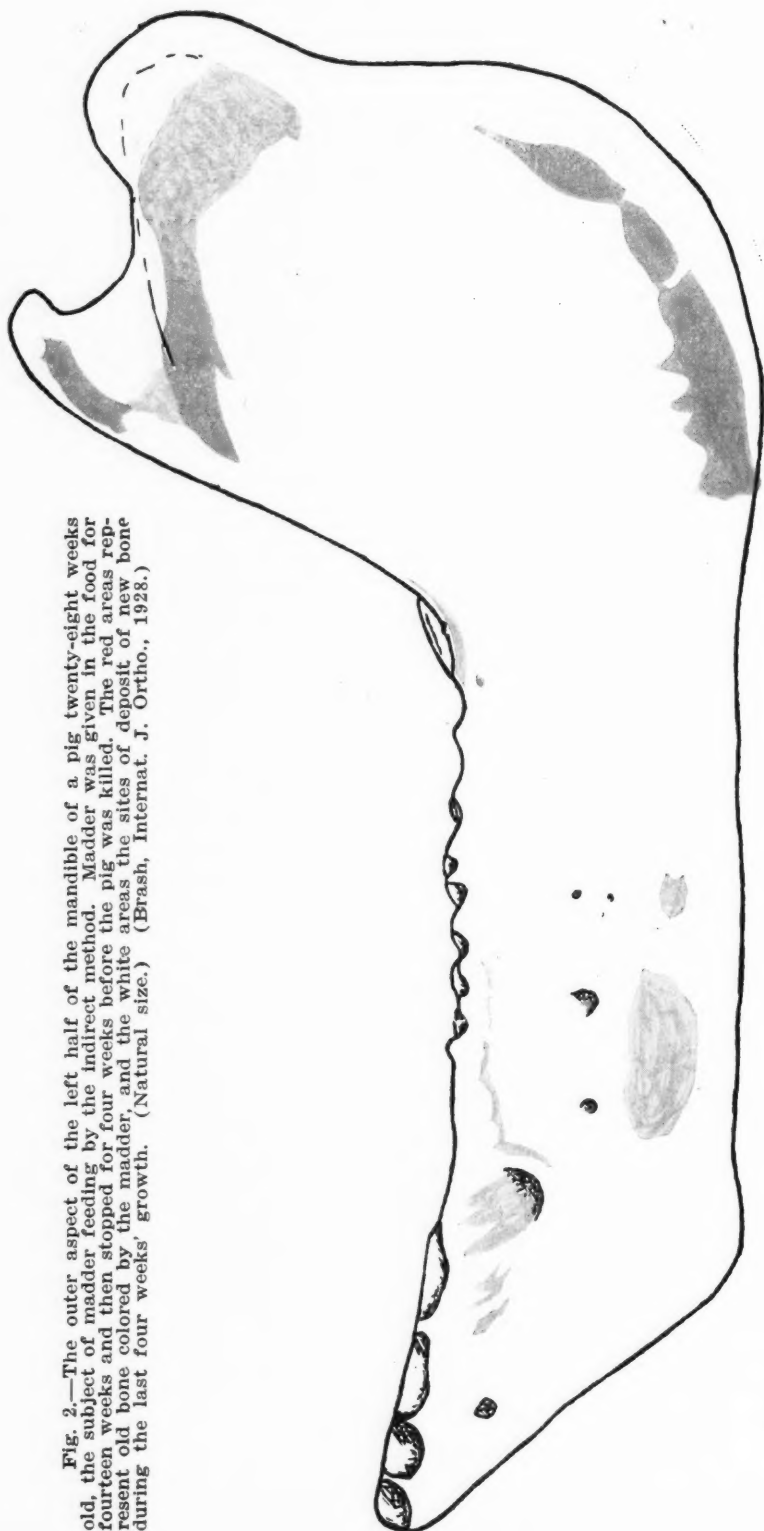 Fig. 2.—The outer aspect of the left half of the mandible of a pig twenty-eight weeks
old, the subject of madder feeding by the indirect method. Madder was given in the food for
fourteen weeks and then stopped for four weeks before the pig was killed. The red areas rep-
resent old bone colored by the madder, and the white areas the sites of deposit of new bone
during the last four weeks' growth. (Natural size.) (Brash, Internat. J. Ortho., 1928.)